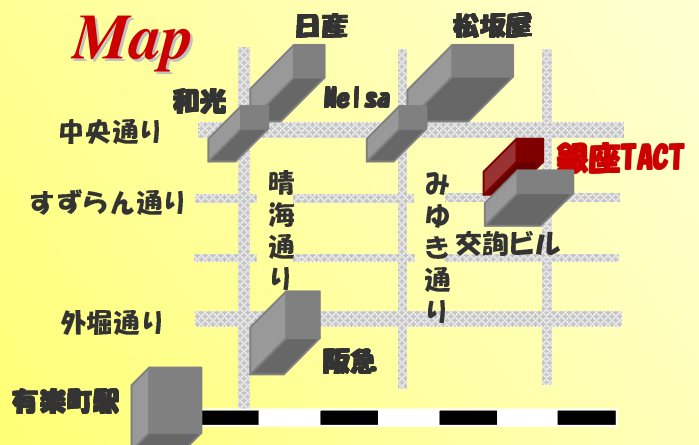 Map
日産
松坂屋
和光
Melsa
中央通り
銀座TACT
晴海通り
みゆき通り
すずらん通り
交詢ビル
外堀通り
阪急
有楽町駅